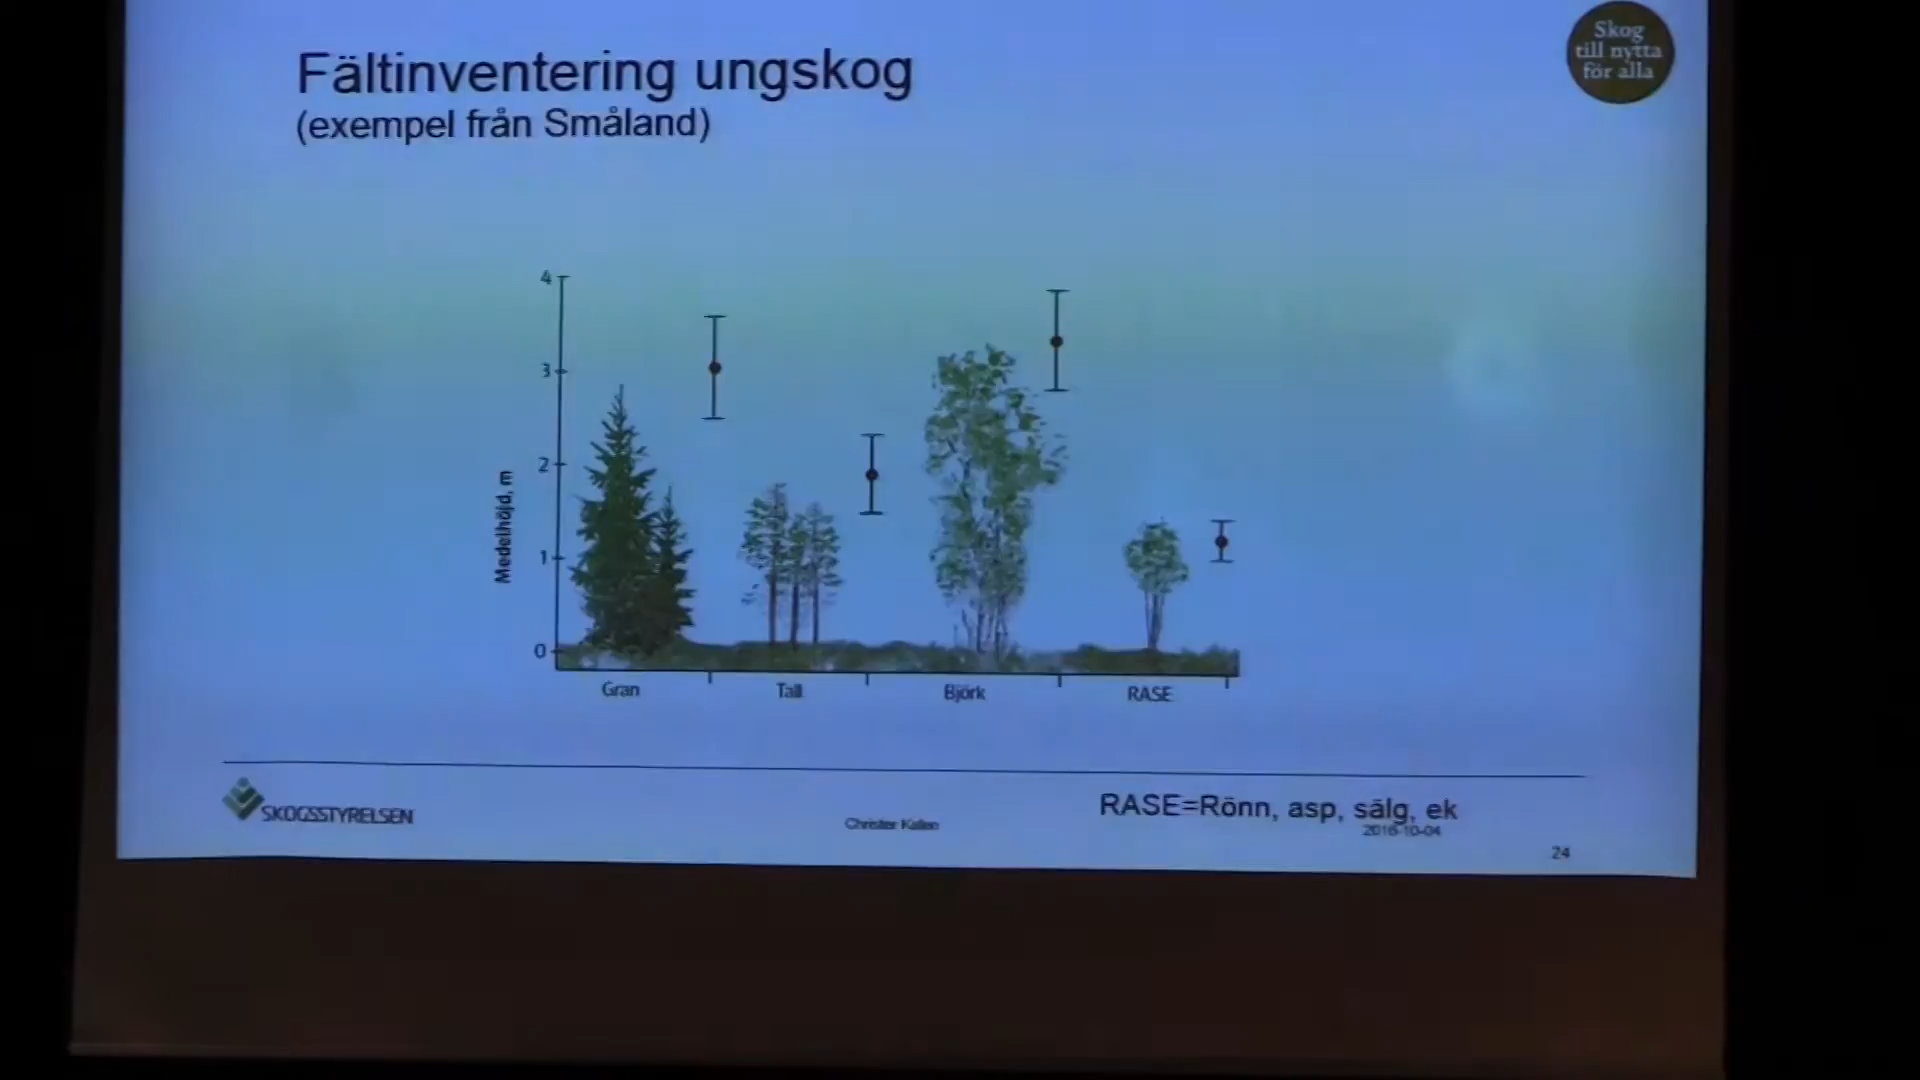 Skog
till nytta
för alla
Fältinventering ungskog
(exempel från Småland)
4
3
2
1
0
Medelhöjd, m
Gran
Tall
Björk
RASE
SKOGSSTYRELSEN
Christer Kalén
RASE=Rönn, asp, sälg, ek
2016-10-04
24